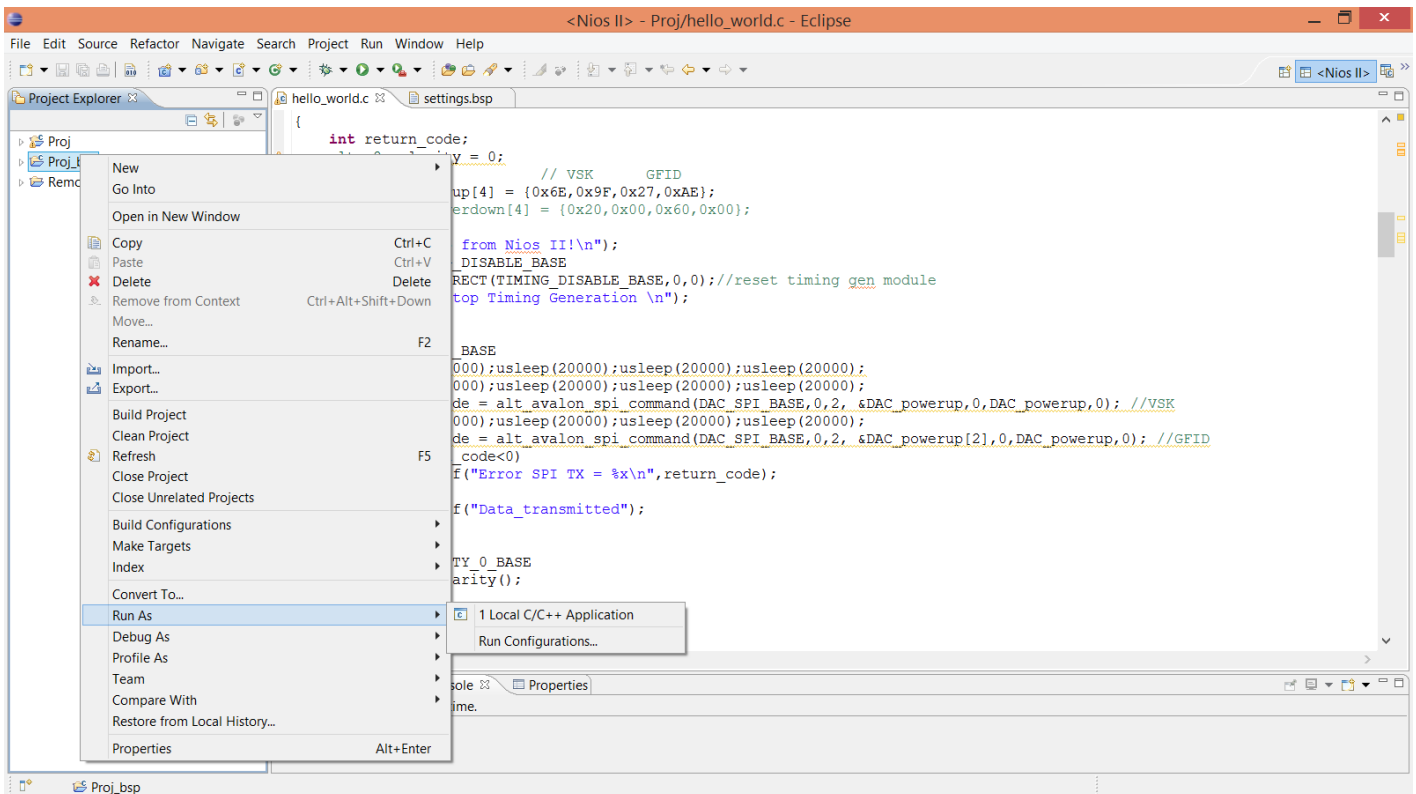 <Nios II> - Proj/hello_world.c - Eclipse
File Edit Source Refactor Navigate Search Project Run Window Help
<Nios II>
Project Explorer
hello_world.c
settings.bsp
Proj
Proj_b
Remo
{
int return_code;
y = 0;
// VSK GFID
up[4] = {0x6E,0x9F,0x27,0xAE};
erdown[4] = {0x20,0x00,0x60,0x00};
from Nios II!\n");
_DISABLE_BASE
RECT(TIMING_DISABLE_BASE,0,0);//reset timing gen module
top Timing Generation \n");
_BASE
000);usleep(20000);usleep(20000);usleep(20000);
000);usleep(20000);usleep(20000);usleep(20000);
de = alt_avalon_spi_command(DAC_SPI_BASE,0,2, &DAC_powerup,0,DAC_powerup,0); //VSK
000);usleep(20000);usleep(20000);usleep(20000);
de = alt_avalon_spi_command(DAC_SPI_BASE,0,2, &DAC_powerup[2],0,DAC_powerup,0); //GFID
_code<0)
f("Error SPI TX = %x\n",return_code);
f("Data_transmitted");
TY_0_BASE
arity();
New
Go Into
Open in New Window
Copy Ctrl+C
Paste Ctrl+V
Delete Delete
Remove from Context Ctrl+Alt+Shift+Down
Move...
Rename... F2
Import...
Export...
Build Project
Clean Project
Refresh F5
Close Project
Close Unrelated Projects
Build Configurations
Make Targets
Index
Convert To...
Run As
Debug As
Profile As
Team
Compare With
Restore from Local History...
Properties Alt+Enter
1 Local C/C++ Application
Run Configurations...
sole
Properties
ime.
Proj_bsp